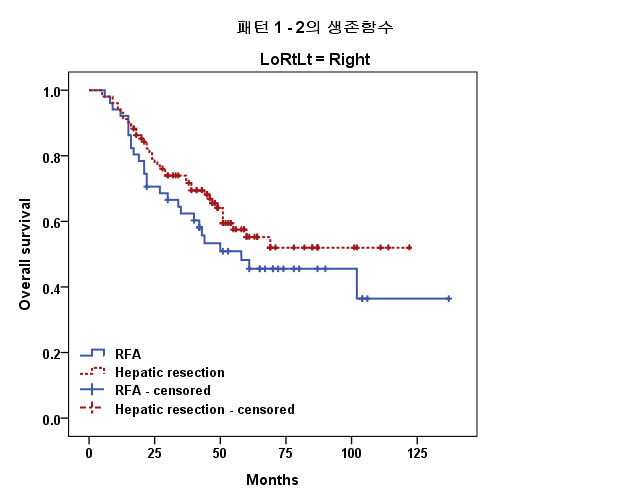 패턴 1 - 2의 생존함수
LoRtLt = Right
Overall survival
1.0
0.8
0.6
0.4
0.2
0.0
RFA
Hepatic resection
RFA - censored
Hepatic resection - censored
0 25 50 75 100 125
Months